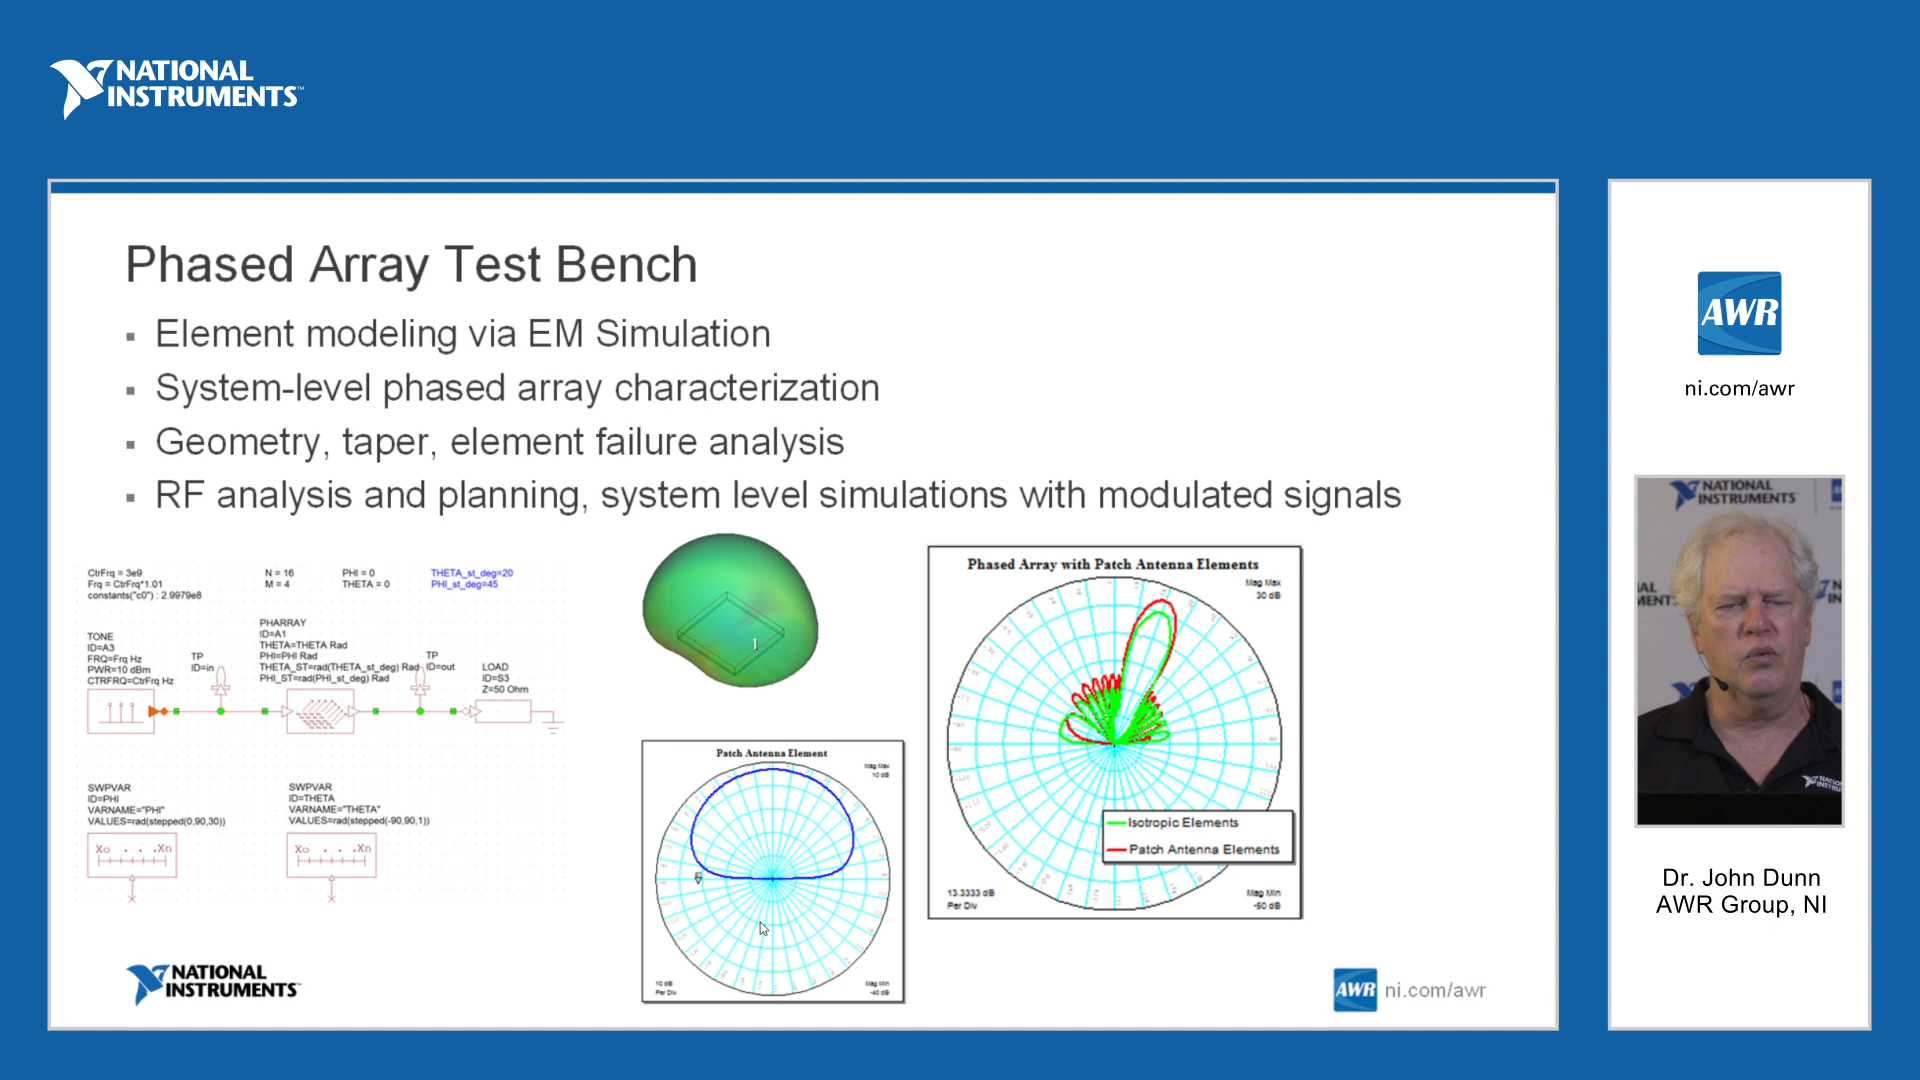 NATIONAL
INSTRUMENTS™
Phased Array Test Bench
▪ Element modeling via EM Simulation
▪ System-level phased array characterization
▪ Geometry, taper, element failure analysis
▪ RF analysis and planning, system level simulations with modulated signals
CtrFrq = 3e9
Frq = CtrFrq*1.01
constants("c0") : 2.9979e8
N = 16
M = 4
PHI = 0
THETA = 0
THETA_st_deg=20
PHI_st_deg=45
TONE
ID=A3
FRQ=Frq Hz
PWR=10 dBm
CTRFRQ=CtrFrq Hz
TP
ID=in
PHARRAY
ID=A1
THETA=THETA Rad
PHI=PHI Rad
THETA_ST=rad(THETA_st_deg) Rad
PHI_ST=rad(PHI_st_deg) Rad
TP
ID=out
LOAD
ID=S3
Z=50 Ohm
SWPVAR
ID=PHI
VARNAME="PHI"
VALUES=rad(stepped(0,90,30))
Xo . . .Xn
SWPVAR
ID=THETA
VARNAME="THETA"
VALUES=rad(stepped(-90,90,1))
Xo . . .Xn
1
Patch Antenna Element
Mag Max
10 dB
10 dB
Per Div
Mag Min
-40 dB
Phased Array with Patch Antenna Elements
Mag Max
30 dB
Isotropic Elements
Patch Antenna Elements
13.3333 dB
Per Div
Mag Min
-50 dB
NATIONAL
INSTRUMENTS™
AWR ni.com/awr
AWR
ni.com/awr
NATIONAL
INSTRUMENTS
Dr. John Dunn
AWR Group, NI